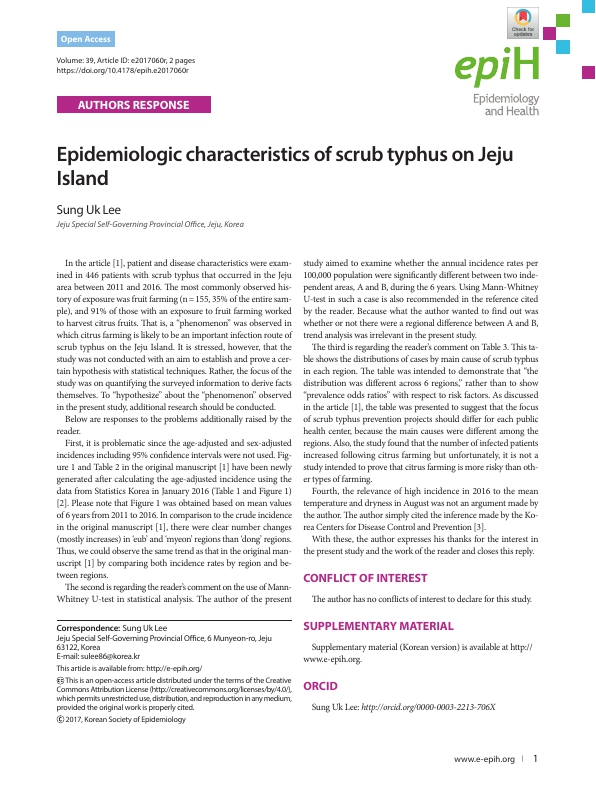 Check for
updates
Open Access
Volume: 39, Article ID: e2017060r, 2 pages
https://doi.org/10.4178/epih.e2017060r
epiH
Epidemiology
and Health
AUTHORS RESPONSE
Epidemiologic characteristics of scrub typhus on Jeju
Island
Sung Uk Lee
Jeju Special Self-Governing Provincial Office, Jeju, Korea
In the article [1], patient and disease characteristics were exam-
ined in 446 patients with scrub typhus that occurred in the Jeju
area between 2011 and 2016. The most commonly observed his-
tory of exposure was fruit farming (n = 155, 35% of the entire sam-
ple), and 91% of those with an exposure to fruit farming worked
to harvest citrus fruits. That is, a “phenomenon” was observed in
which citrus farming is likely to be an important infection route of
scrub typhus on the Jeju Island. It is stressed, however, that the
study was not conducted with an aim to establish and prove a cer-
tain hypothesis with statistical techniques. Rather, the focus of the
study was on quantifying the surveyed information to derive facts
themselves. To “hypothesize” about the “phenomenon” observed
in the present study, additional research should be conducted.
Below are responses to the problems additionally raised by the
reader.
First, it is problematic since the age-adjusted and sex-adjusted
incidences including 95% confidence intervals were not used. Fig-
ure 1 and Table 2 in the original manuscript [1] have been newly
generated after calculating the age-adjusted incidence using the
data from Statistics Korea in January 2016 (Table 1 and Figure 1)
[2]. Please note that Figure 1 was obtained based on mean values
of 6 years from 2011 to 2016. In comparison to the crude incidence
in the original manuscript [1], there were clear number changes
(mostly increases) in ‘eub’ and ‘myeon’ regions than ‘dong’ regions.
Thus, we could observe the same trend as that in the original man-
uscript [1] by comparing both incidence rates by region and be-
tween regions.
The second is regarding the reader’s comment on the use of Mann-
Whitney U-test in statistical analysis. The author of the present
study aimed to examine whether the annual incidence rates per
100,000 population were significantly different between two inde-
pendent areas, A and B, during the 6 years. Using Mann-Whitney
U-test in such a case is also recommended in the reference cited
by the reader. Because what the author wanted to find out was
whether or not there were a regional difference between A and B,
trend analysis was irrelevant in the present study.
The third is regarding the reader’s comment on Table 3. This ta-
ble shows the distributions of cases by main cause of scrub typhus
in each region. The table was intended to demonstrate that “the
distribution was different across 6 regions,” rather than to show
“prevalence odds ratios” with respect to risk factors. As discussed
in the article [1], the table was presented to suggest that the focus
of scrub typhus prevention projects should differ for each public
health center, because the main causes were different among the
regions. Also, the study found that the number of infected patients
increased following citrus farming but unfortunately, it is not a
study intended to prove that citrus farming is more risky than oth-
er types of farming.
Fourth, the relevance of high incidence in 2016 to the mean
temperature and dryness in August was not an argument made by
the author. The author simply cited the inference made by the Ko-
rea Centers for Disease Control and Prevention [3].
With these, the author expresses his thanks for the interest in
the present study and the work of the reader and closes this reply.
CONFLICT OF INTEREST
The author has no conflicts of interest to declare for this study.
SUPPLEMENTARY MATERIAL
Supplementary material (Korean version) is available at http://
www.e-epih.org.
ORCID
Sung Uk Lee: http://orcid.org/0000-0003-2213-706X
Correspondence: Sung Uk Lee
Jeju Special Self-Governing Provincial Office, 6 Munyeon-ro, Jeju
63122, Korea
E-mail: sulee86@korea.kr
This article is available from: http://e-epih.org/
This is an open-access article distributed under the terms of the Creative
Commons Attribution License (http://creativecommons.org/licenses/by/4.0/),
which permits unrestricted use, distribution, and reproduction in any medium,
provided the original work is properly cited.
© 2017, Korean Society of Epidemiology
www.e-epih.org | 1